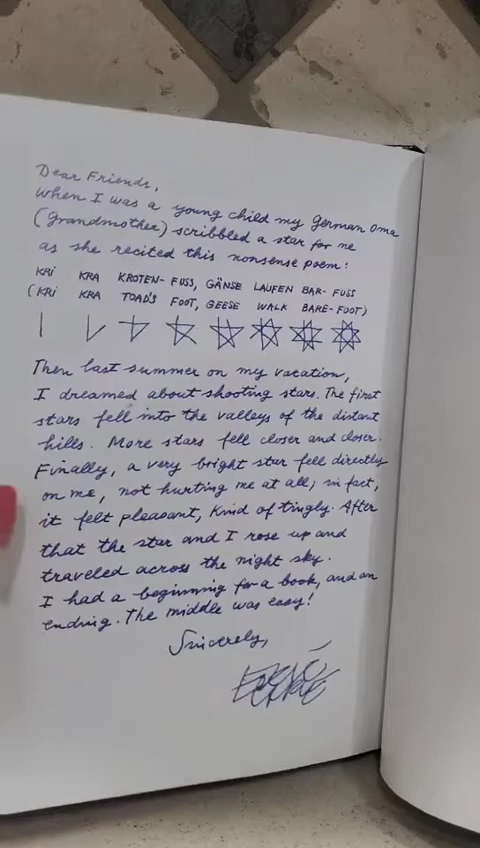 Dear Friends,
When I was a young child my German Oma
(Grandmother) scribbled a star for me
as she recited this nonsense poem:
KRI KRA KROTEN-FUSS, GÄNSE LAUFEN BAR-FUSS
(KRI KRA TOAD'S FOOT, GEESE WALK BARE-FOOT)
Then last summer on my vacation,
I dreamed about shooting stars. The first
stars fell into the valleys of the distant
hills. More stars fell closer and closer.
Finally, a very bright star fell directly
on me, not hurting me at all; in fact,
it felt pleasant, kind of tingly. After
that the star and I rose up and
traveled across the night sky.
I had a beginning for a book, and an
ending. The middle was easy!
Sincerely,